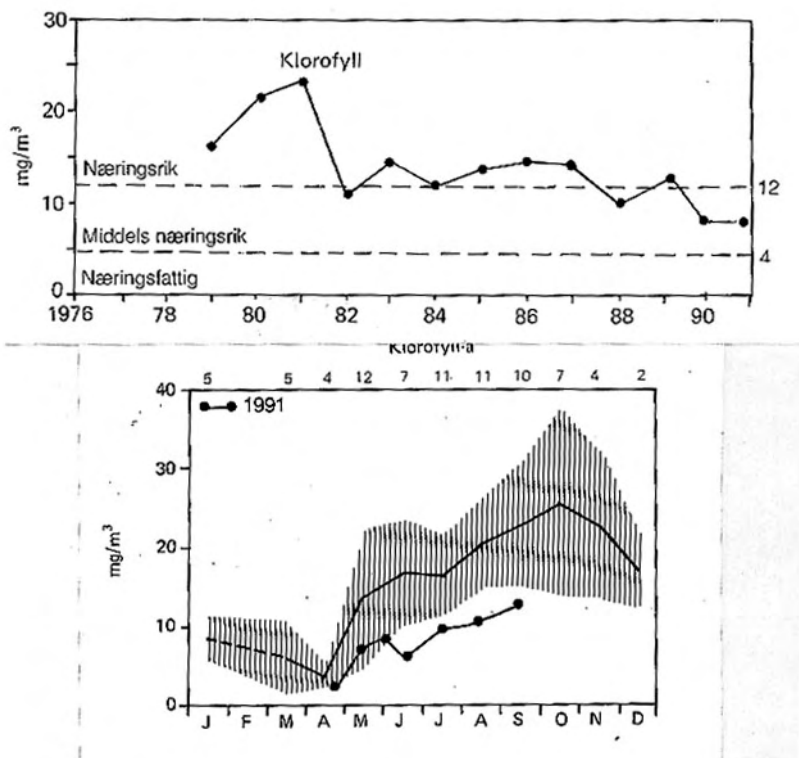 30
Klorofyll
20
mg/m³
Næringsrik
12
10
Middels næringsrik
4
Næringsfattig
0
1976 78 80 82 84 86 88 90
Klorofyll-a
5 5 4 12 7 11 11 10 7 4 2
40
1991
30
mg/m³
20
10
0
J F M A M J J A S O N D